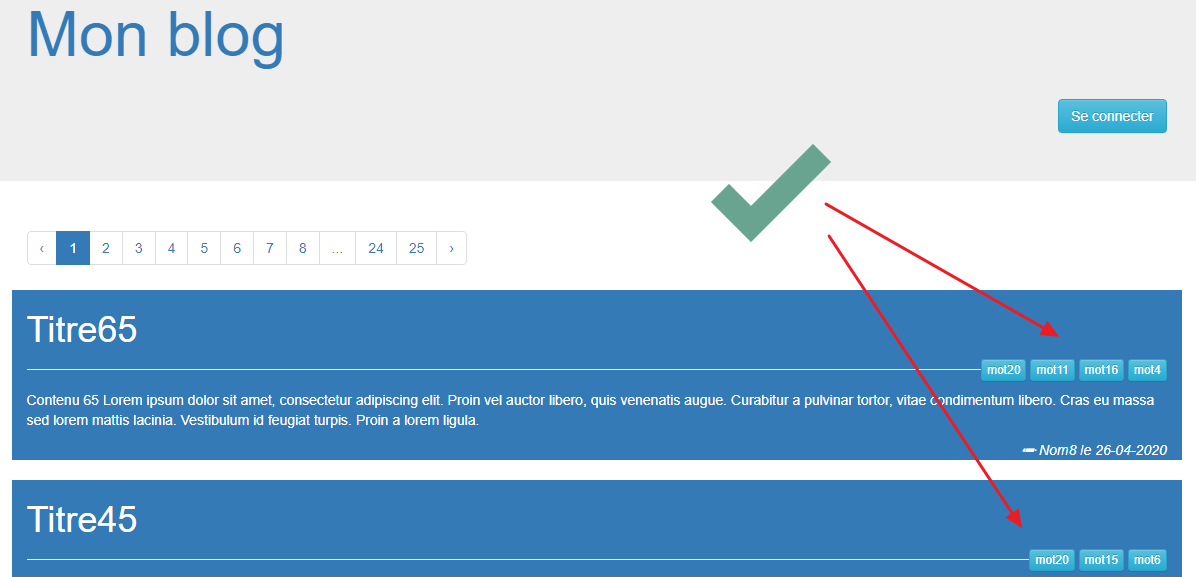 Mon blog
Se connecter
‹ 1 2 3 4 5 6 7 8 ... 24 25 ›
Titre65
mot20 mot11 mot16 mot4
Contenu 65 Lorem ipsum dolor sit amet, consectetur adipiscing elit. Proin vel auctor libero, quis venenatis augue. Curabitur a pulvinar tortor, vitae condimentum libero. Cras eu massa
sed lorem mattis lacinia. Vestibulum id feugiat turpis. Proin a lorem ligula.
Nom8 le 26-04-2020
Titre45
mot20 mot15 mot6